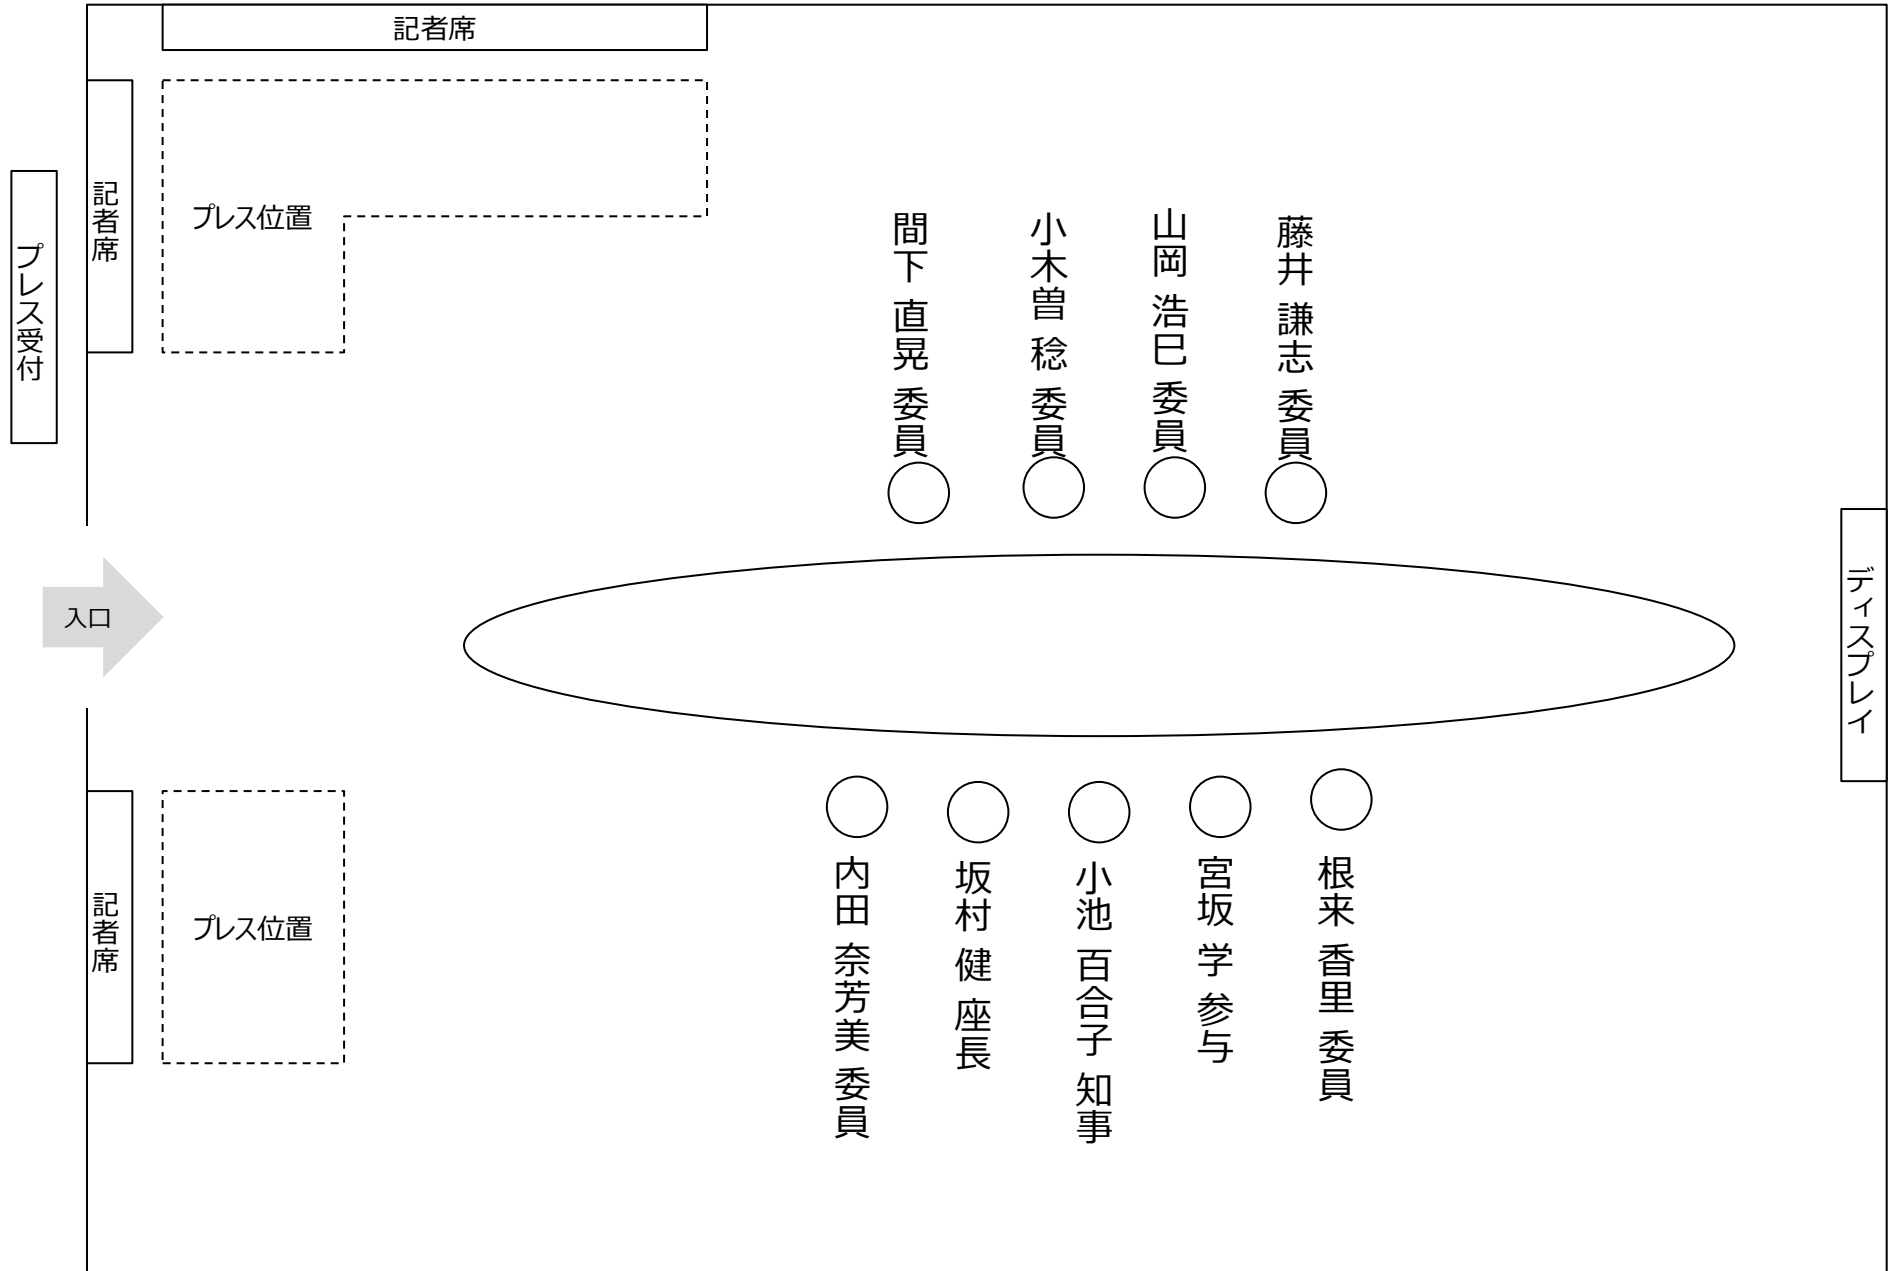 記者席
記者席
プレス位置
プレス受付
間下 直晃 委員
小木曽 稔 委員
山岡 浩巳 委員
藤井 謙志 委員
入口
ディスプレイ
記者席
プレス位置
内田 奈芳美 委員
坂村 健 座長
小池 百合子 知事
宮坂 学 参与
根来 香里 委員